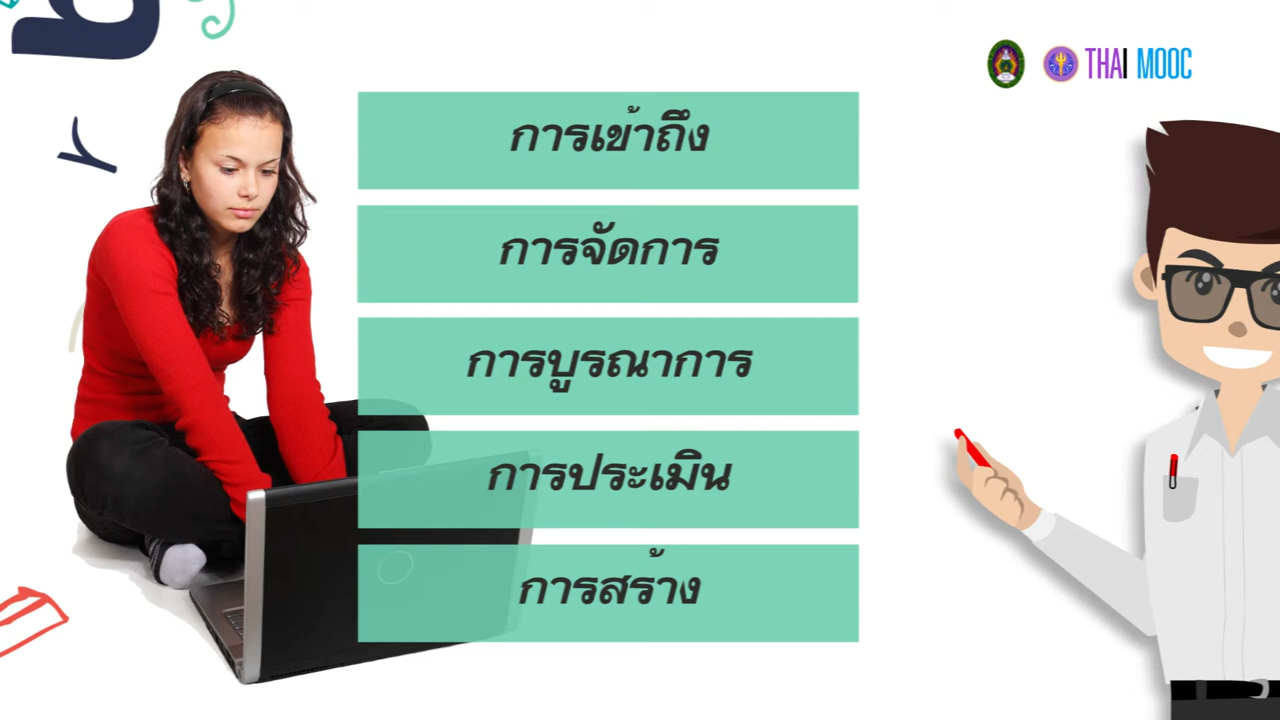 THAI MOOC
การเข้าถึง
การจัดการ
การบูรณาการ
การประเมิน
การสร้าง